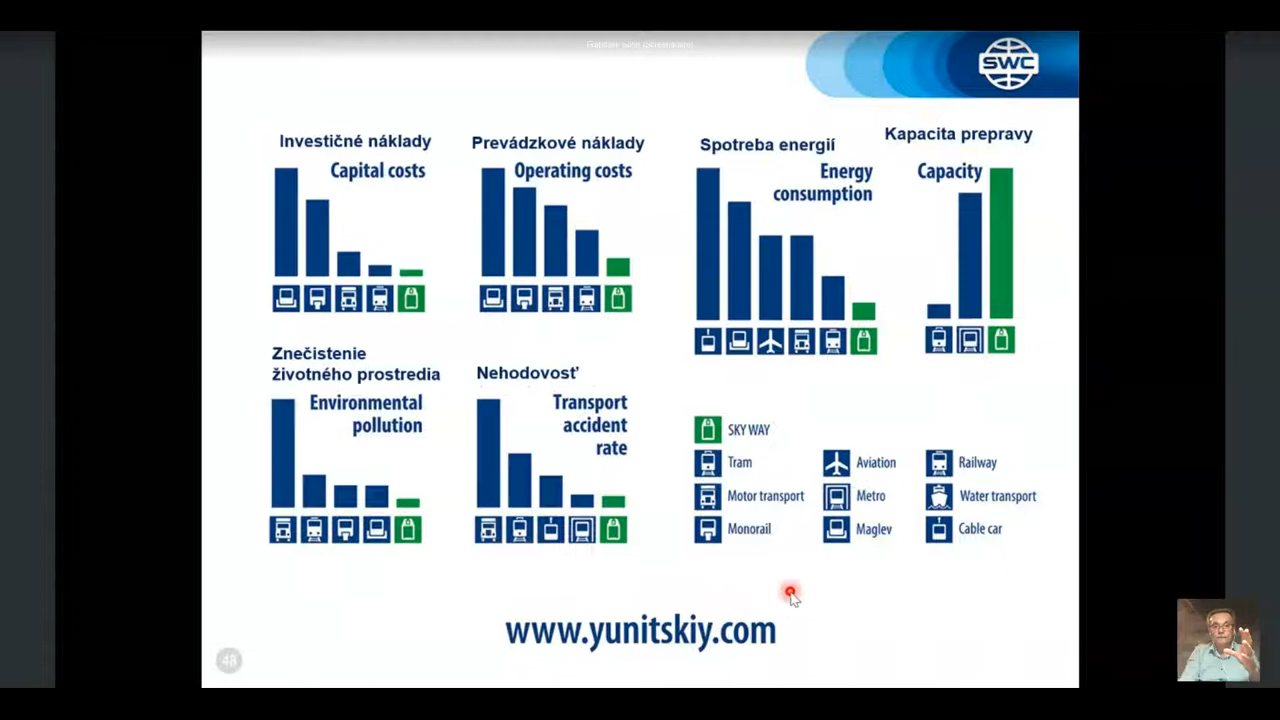 SWC
Investičné náklady
Capital costs
Prevádzkové náklady
Operating costs
Spotreba energií
Energy
consumption
Kapacita prepravy
Capacity
Znečistenie
životného prostredia
Environmental
pollution
Nehodovosť
Transport
accident
rate
SKY WAY
Tram
Aviation
Railway
Motor transport
Metro
Water transport
Monorail
Maglev
Cable car
www.yunitskiy.com
48